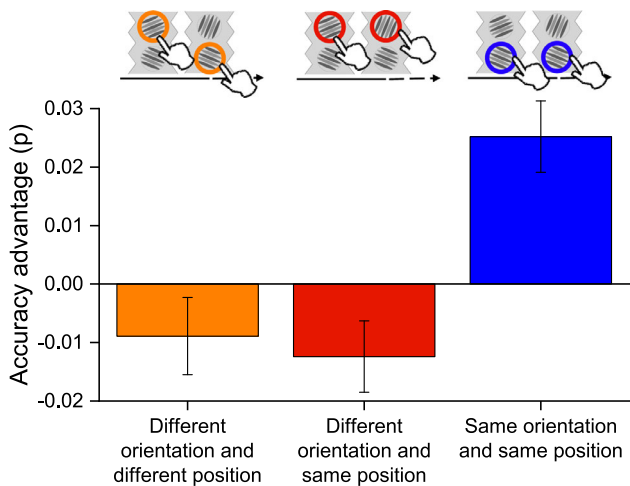 Accuracy advantage (p)
0.03
0.02
0.01
0.00
-0.01
-0.02
Different
orientation and
different position
Different
orientation and
same position
Same orientation
and same position